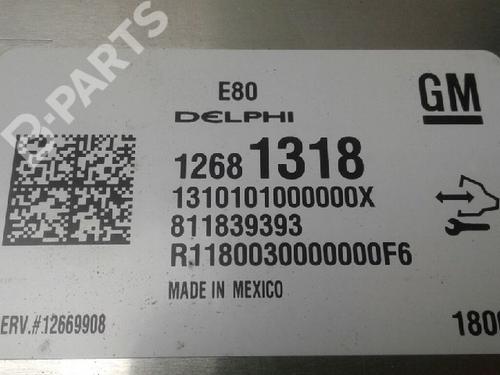 B-PARTS
E80
GM
DELPHI
1268 1318
1310101000000X
811839393
R1180030000000F6
MADE IN MEXICO
ERV.#12669908
180